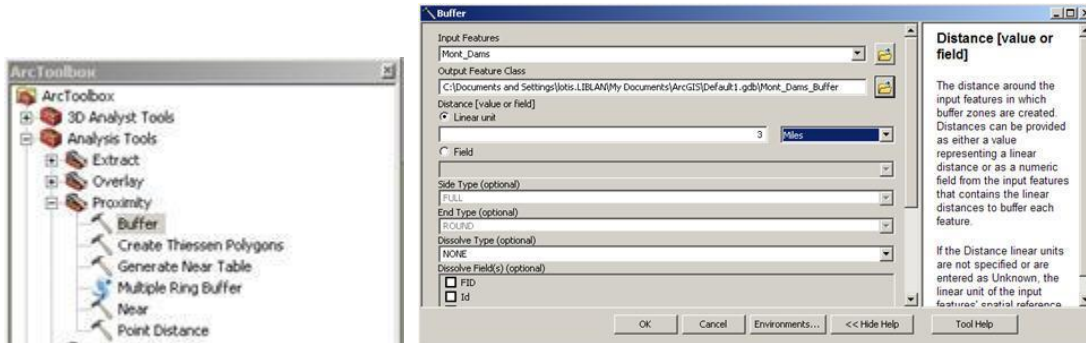 ArcToolbox
ArcToolbox
3D Analyst Tools
Analysis Tools
Extract
Overlay
Proximity
Buffer
Create Thiessen Polygons
Generate Near Table
Multiple Ring Buffer
Near
Point Distance
Buffer
Input Features
Mont_Dams
Output Feature Class
C:\Documents and Settings\lotis.LIBLAN\My Documents\ArcGIS\Default1.gdb\Mont_Dams_Buffer
Distance [value or field]
Linear unit
3 Miles
Field
Side Type (optional)
FULL
End Type (optional)
ROUND
Dissolve Type (optional)
NONE
Dissolve Field(s) (optional)
FID
Id
OK Cancel Environments... << Hide Help Tool Help
Distance [value or
field]
The distance around the
input features in which
buffer zones are created.
Distances can be provided
as either a value
representing a linear
distance or as a numeric
field from the input features
that contains the linear
distances to buffer each
feature.
If the Distance linear units
are not specified or are
entered as Unknown, the
linear unit of the input
features' spatial reference